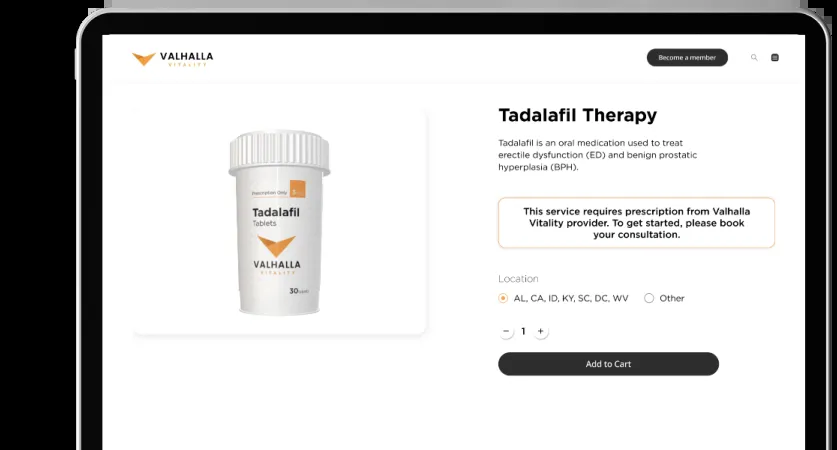 VALHALLA
VITALITY
Become a member
Tadalafil Therapy
Tadalafil is an oral medication used to treat
erectile dysfunction (ED) and benign prostatic
hyperplasia (BPH).
Prescription Only
Tadalafil
Tablets
VALHALLA
VITALITY
30
This service requires prescription from Valhalla
Vitality provider. To get started, please book
your consultation.
Location
AL, CA, ID, KY, SC, DC, WV
Other
− 1 +
Add to Cart